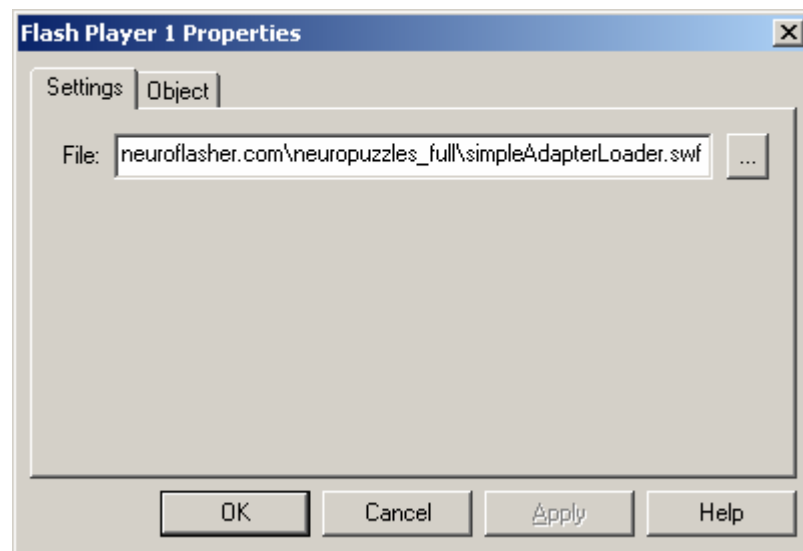 Flash Player 1 Properties
Settings Object
File: neuroflasher.com\neuropuzzles_full\simpleAdapterLoader.swf ...
OK Cancel Apply Help